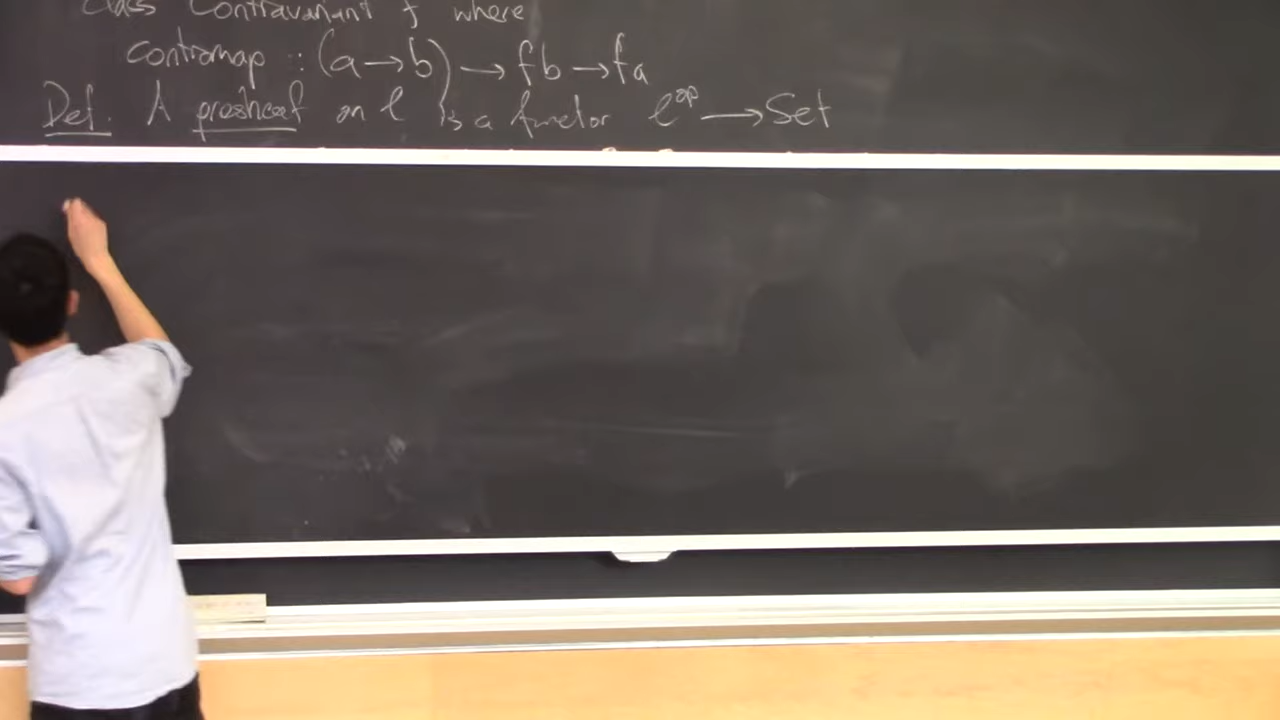 class Contravariant f where
contramap :: (a → b) → f b → f a
Def. A presheaf on C is a functor C^op → Set